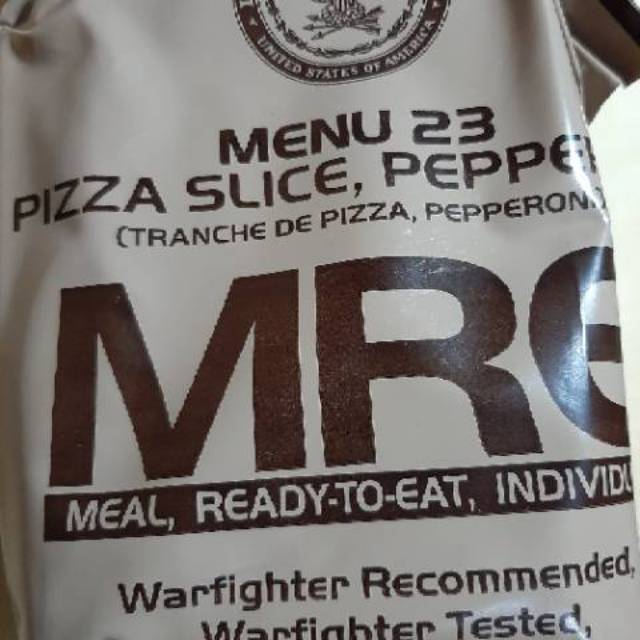 UNITED STATES OF AMERICA
MENU 23
PIZZA SLICE, PEPPE
(TRANCHE DE PIZZA, PEPPERON
MRE
MEAL, READY-TO-EAT, INDIVIDU
Warfighter Recommended,
Warfighter Tested,